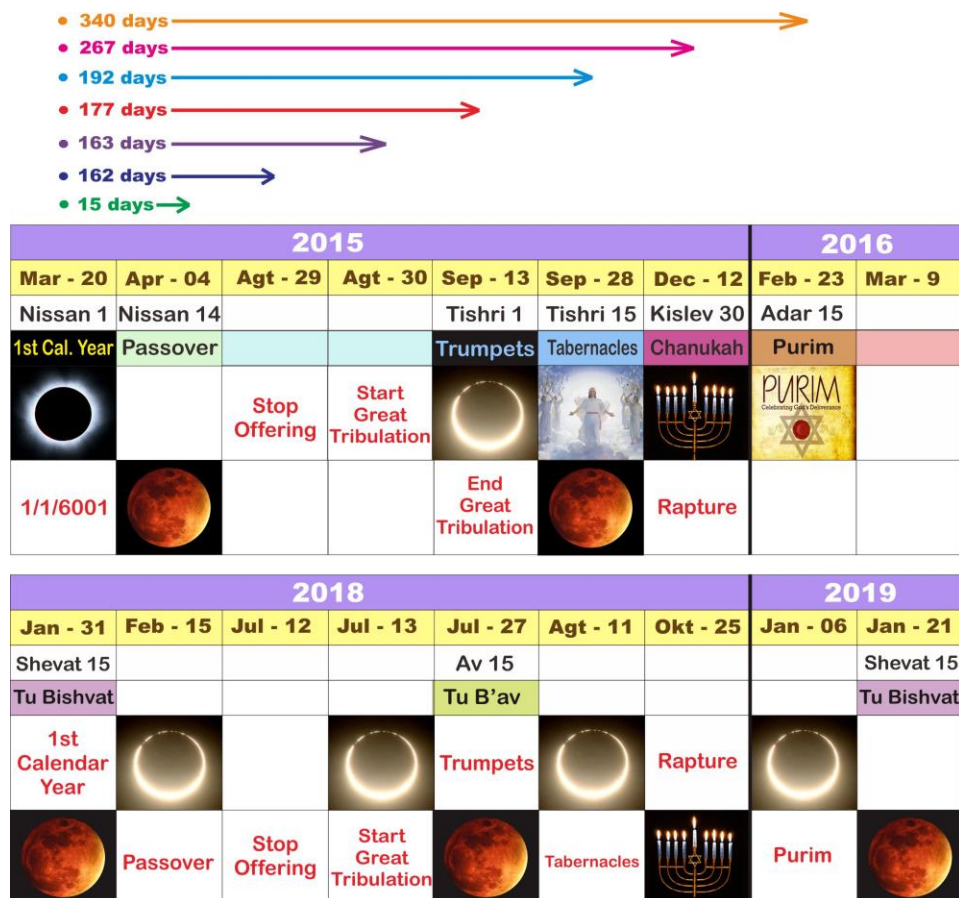 • 340 days
• 267 days
• 192 days
• 177 days
• 163 days
• 162 days
• 15 days
2015 2016
Mar - 20 Apr - 04 Agt - 29 Agt - 30 Sep - 13 Sep - 28 Dec - 12 Feb - 23 Mar - 9
Nissan 1 Nissan 14 Tishri 1 Tishri 15 Kislev 30 Adar 15
1st Cal. Year Passover Trumpets Tabernacles Chanukah Purim
Stop
Offering
Start
Great
Tribulation
PURIM
Celebrating God's Deliverance
1/1/6001
End
Great
Tribulation
Rapture
2018 2019
Jan - 31 Feb - 15 Jul - 12 Jul - 13 Jul - 27 Agt - 11 Okt - 25 Jan - 06 Jan - 21
Shevat 15 Av 15 Shevat 15
Tu Bishvat Tu B'av Tu Bishvat
1st
Calendar
Year
Trumpets
Rapture
Passover
Stop
Offering
Start
Great
Tribulation
Tabernacles
Purim